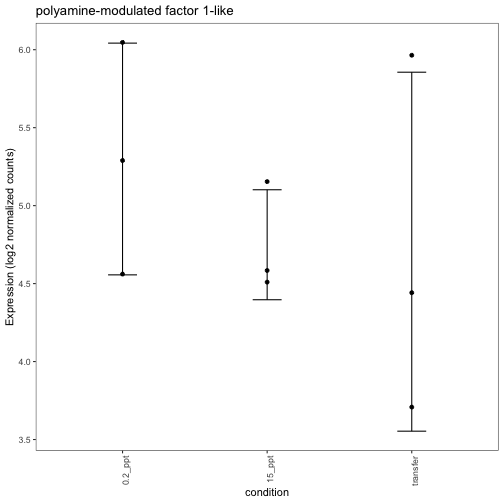 polyamine-modulated factor 1-like
Expression (log2 normalized counts)
6.0
5.5
5.0
4.5
4.0
3.5
0.2_ppt
15_ppt
transfer
condition